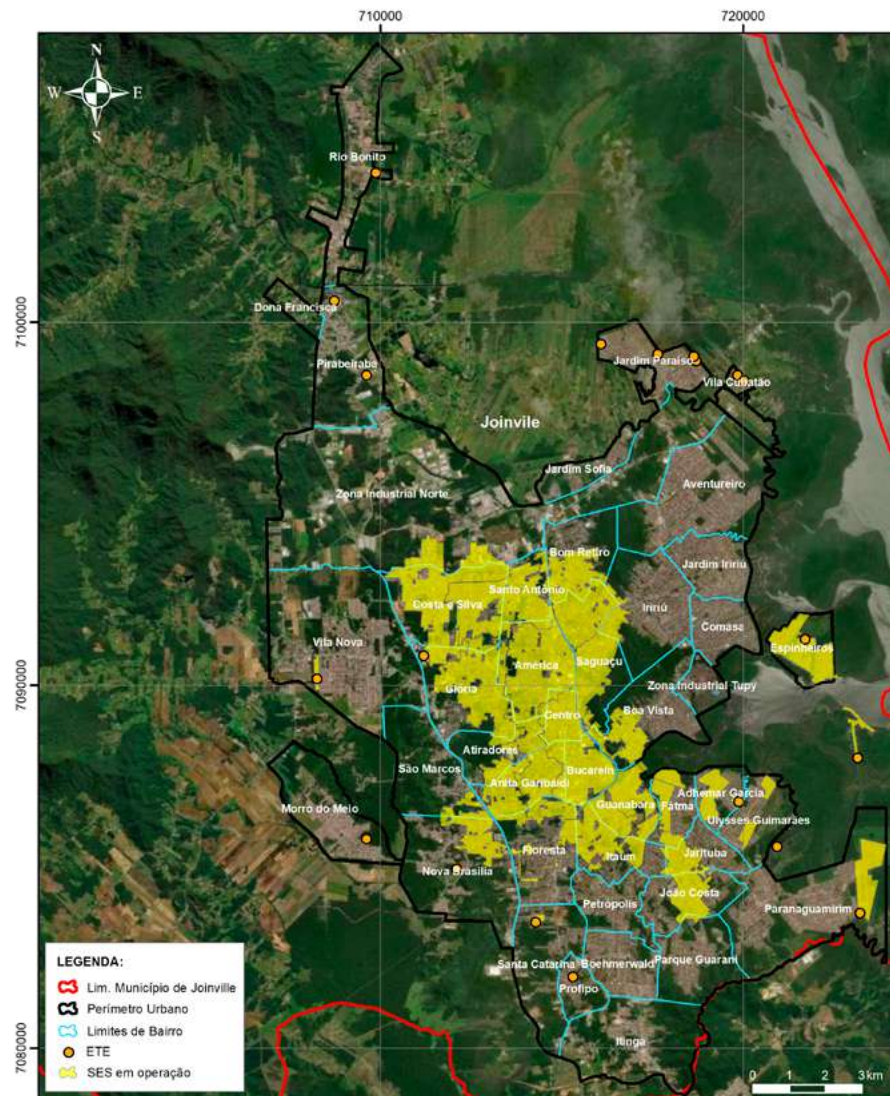 710000
720000
N
W
E
S
Rio Bonito
7100000
Dona Francisca
Pirabeiraba
Jardim Paraíso
Vila Cubatão
Joinvile
Jardim Sofia
Aventureiro
Zona Industrial Norte
Bom Retiro
Jardim Iririú
Santo Antônio
Costa e Silva
Iririú
Comasa
Vila Nova
Espinheiros
América
Saguaçu
7090000
Glória
Zona Industrial Tupy
Centro
Boa Vista
Atiradores
São Marcos
Anita Garibaldi
Bucarein
Adhemar Garcia
Morro do Meio
Guanabara
Fátima
Ulysses Guimarães
Floresta
Itaum
Jarituba
Nova Brasília
João Costa
Petrópolis
Paranaguamirim
Santa Catarina
Boehmerwald
Parque Guarani
Profipo
Itinga
7080000
LEGENDA:
Lim. Município de Joinville
Perímetro Urbano
Limites de Bairro
ETE
SES em operação
0 1 2 3 km